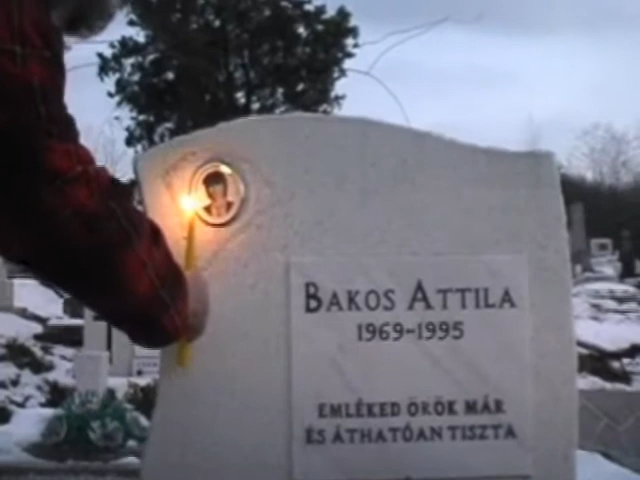 BAKOS ATTILA
1969-1995
EMLÉKED ÖRÖK MÁR
ÉS ÁTHATÓAN TISZTA